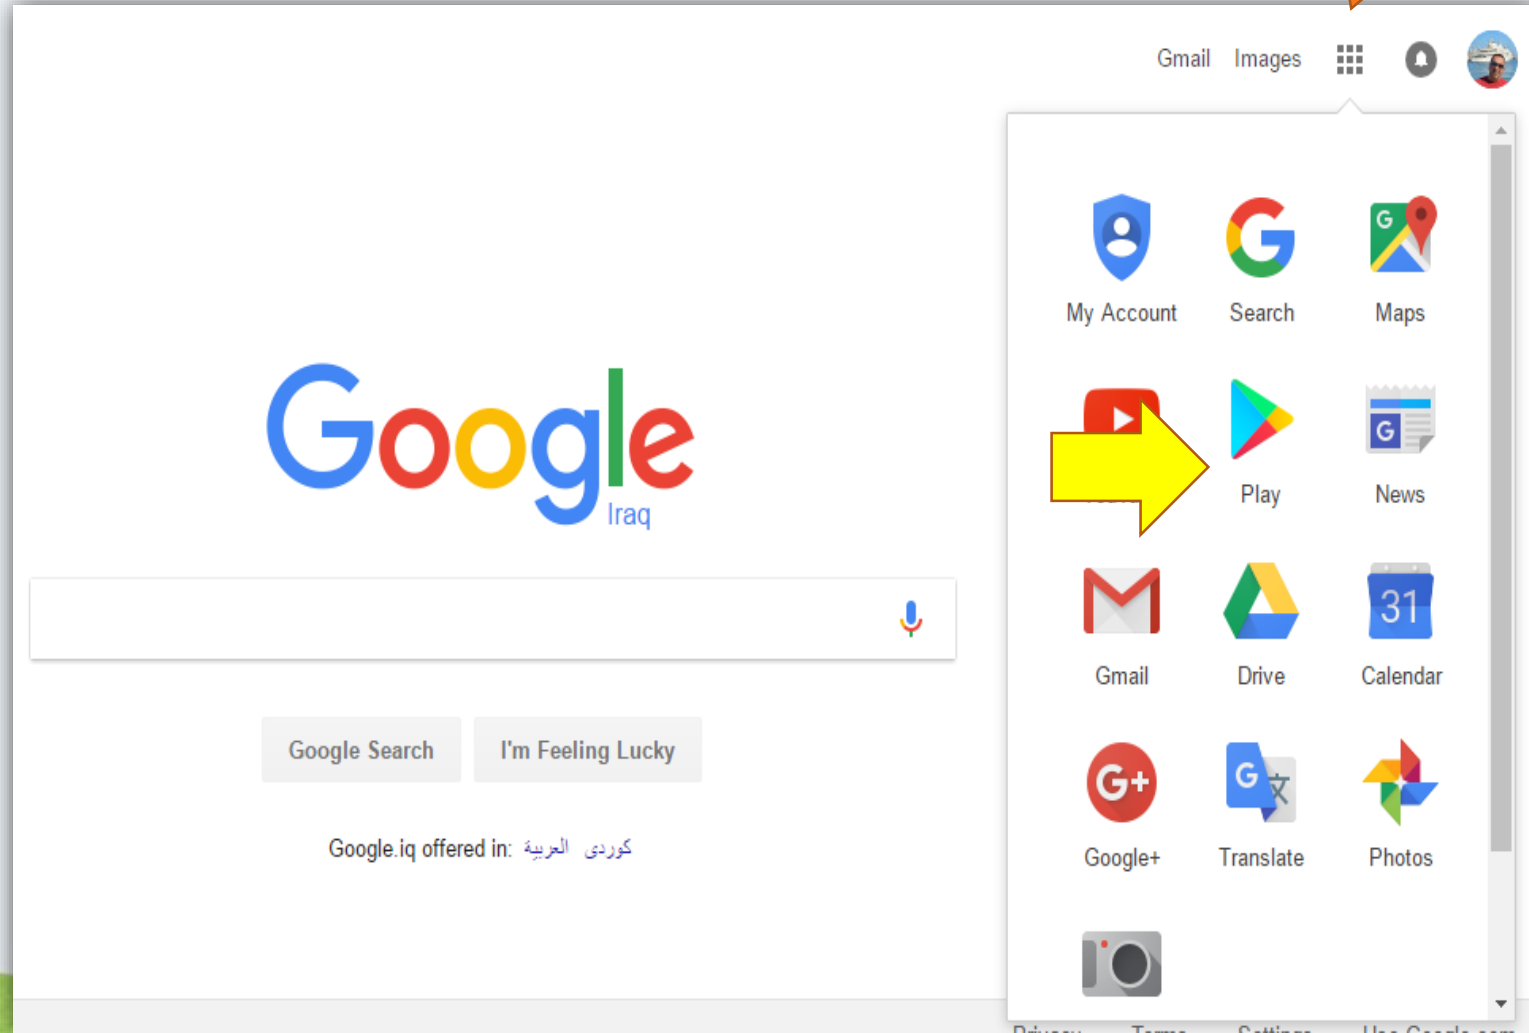 Gmail Images
My Account Search Maps
Google
Iraq
Play News
31
Gmail Drive Calendar
Google Search I'm Feeling Lucky
G+
Google.iq offered in: العربية كوردی
Google+ Translate Photos